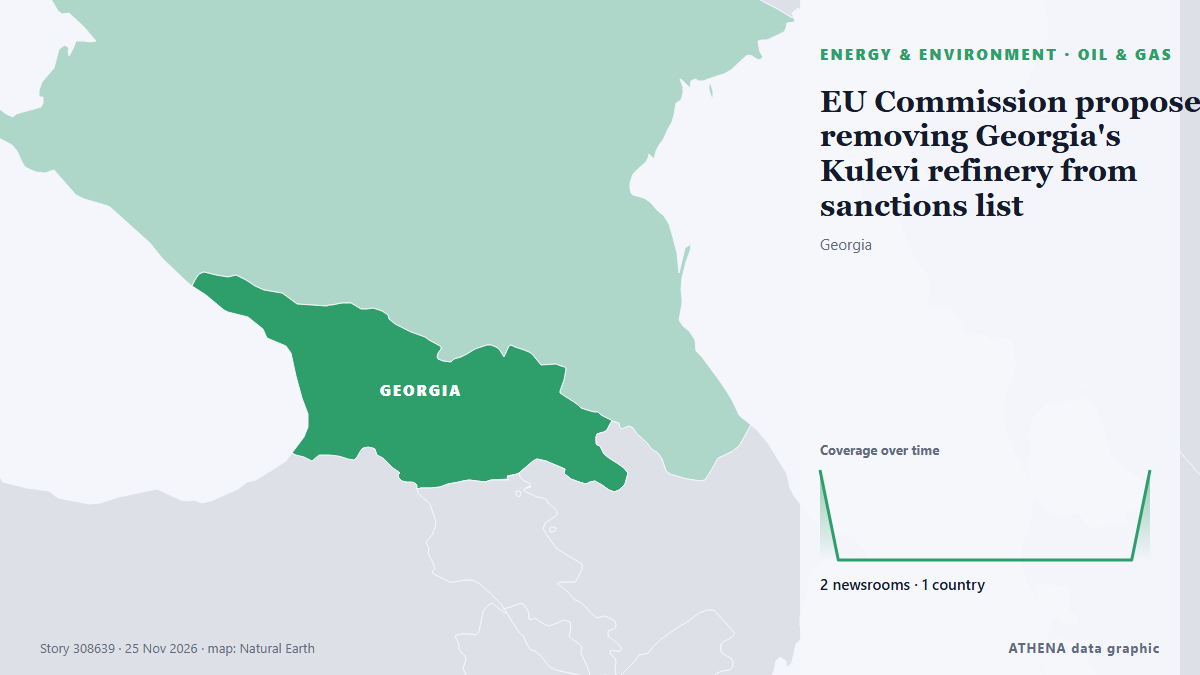 ENERGY & ENVIRONMENT · OIL & GAS
EU Commission propose
removing Georgia's
Kulevi refinery from
sanctions list
Georgia
GEORGIA
Coverage over time
2 newsrooms · 1 country
Story 308639 · 25 Nov 2026 · map: Natural Earth
ATHENA data graphic